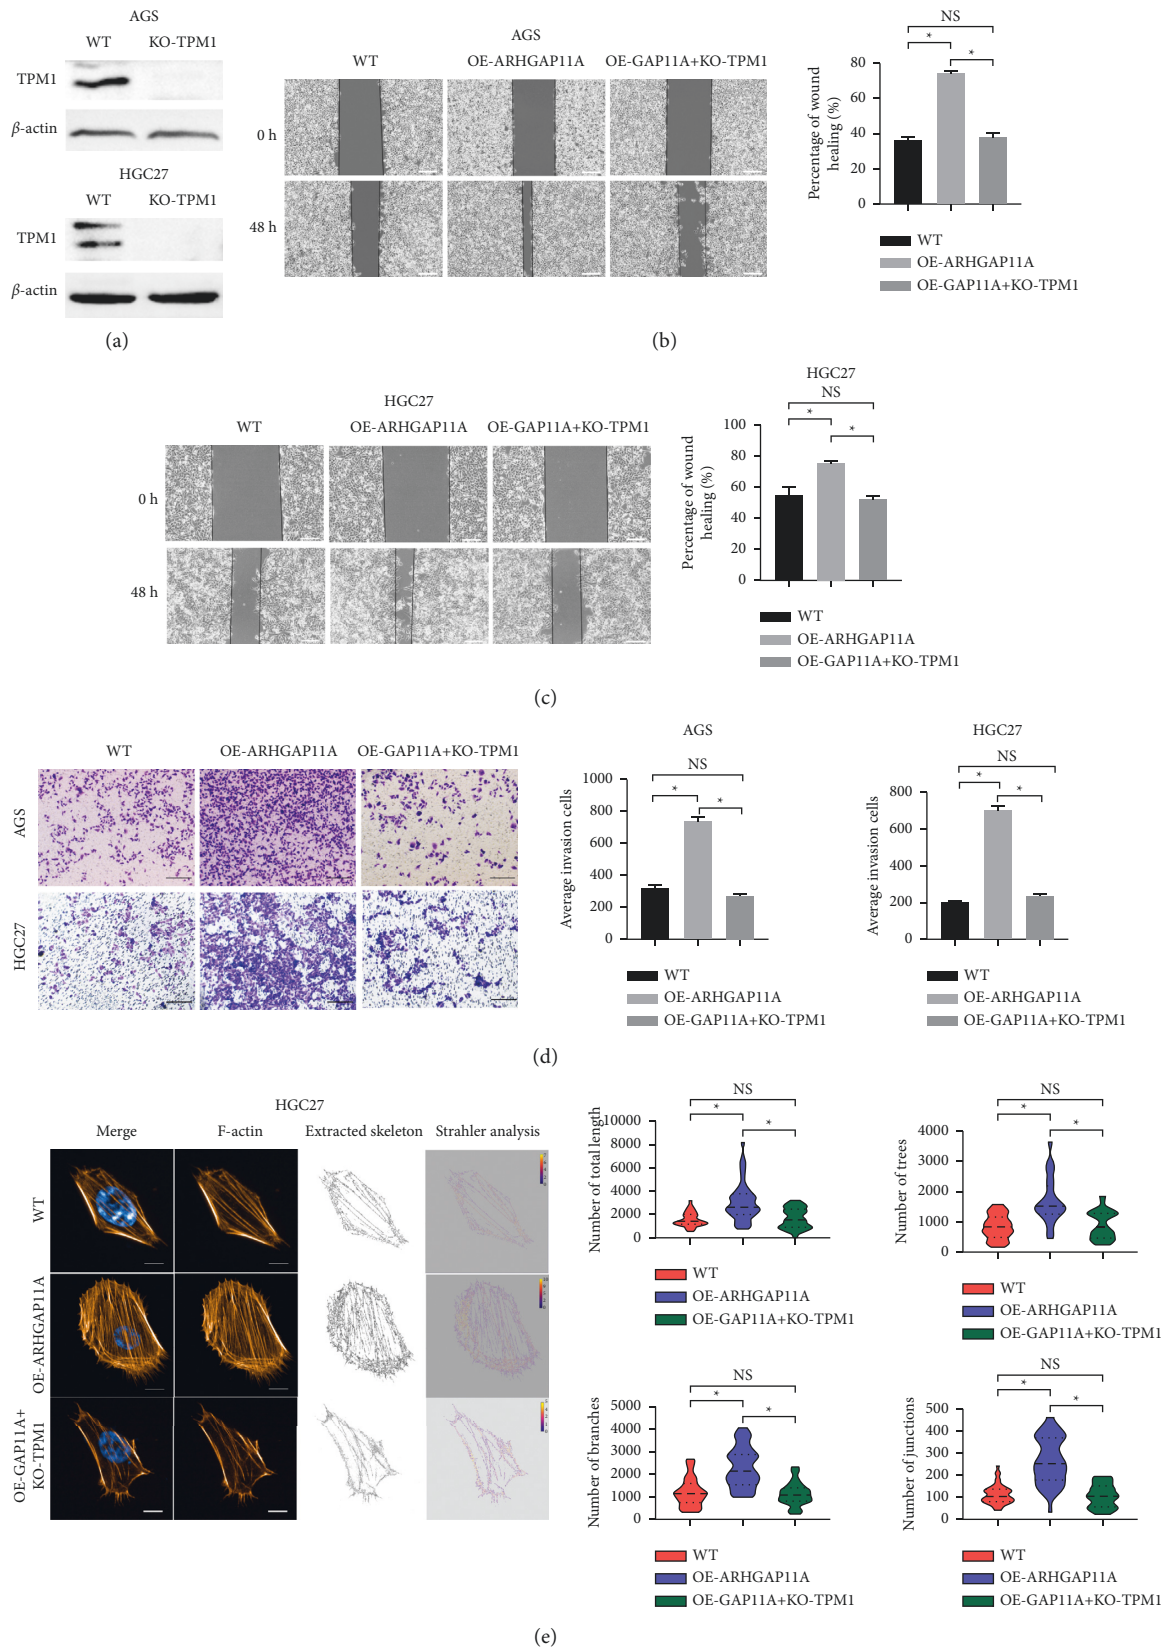 AGS
WT KO-TPM1
TPM1
β-actin
HGC27
WT KO-TPM1
TPM1
β-actin
(a)
AGS
WT OE-ARHGAP11A OE-GAP11A+KO-TPM1
0 h
48 h
NS
* *
Percentage of wound healing (%)
80
60
40
20
0
WT
OE-ARHGAP11A
OE-GAP11A+KO-TPM1
(b)
HGC27
WT OE-ARHGAP11A OE-GAP11A+KO-TPM1
0 h
48 h
HGC27
NS
* *
Percentage of wound healing (%)
100
80
60
40
20
0
WT
OE-ARHGAP11A
OE-GAP11A+KO-TPM1
(c)
WT OE-ARHGAP11A OE-GAP11A+KO-TPM1
AGS
HGC27
AGS
NS
* *
Average invasion cells
1000
800
600
400
200
0
WT
OE-ARHGAP11A
OE-GAP11A+KO-TPM1
HGC27
NS
* *
Average invasion cells
800
600
400
200
0
WT
OE-ARHGAP11A
OE-GAP11A+KO-TPM1
(d)
HGC27
Merge F-actin Extracted skeleton Strahler analysis
WT
OE-ARHGAP11A
OE-GAP11A+
KO-TPM1
NS
* *
Number of total length
10000
8000
6000
4000
2000
0
WT
OE-ARHGAP11A
OE-GAP11A+KO-TPM1
NS
* *
Number of trees
4000
3000
2000
1000
0
WT
OE-ARHGAP11A
OE-GAP11A+KO-TPM1
NS
* *
Number of branches
5000
4000
3000
2000
1000
0
WT
OE-ARHGAP11A
OE-GAP11A+KO-TPM1
NS
* *
Number of junctions
500
400
300
200
100
0
WT
OE-ARHGAP11A
OE-GAP11A+KO-TPM1
(e)